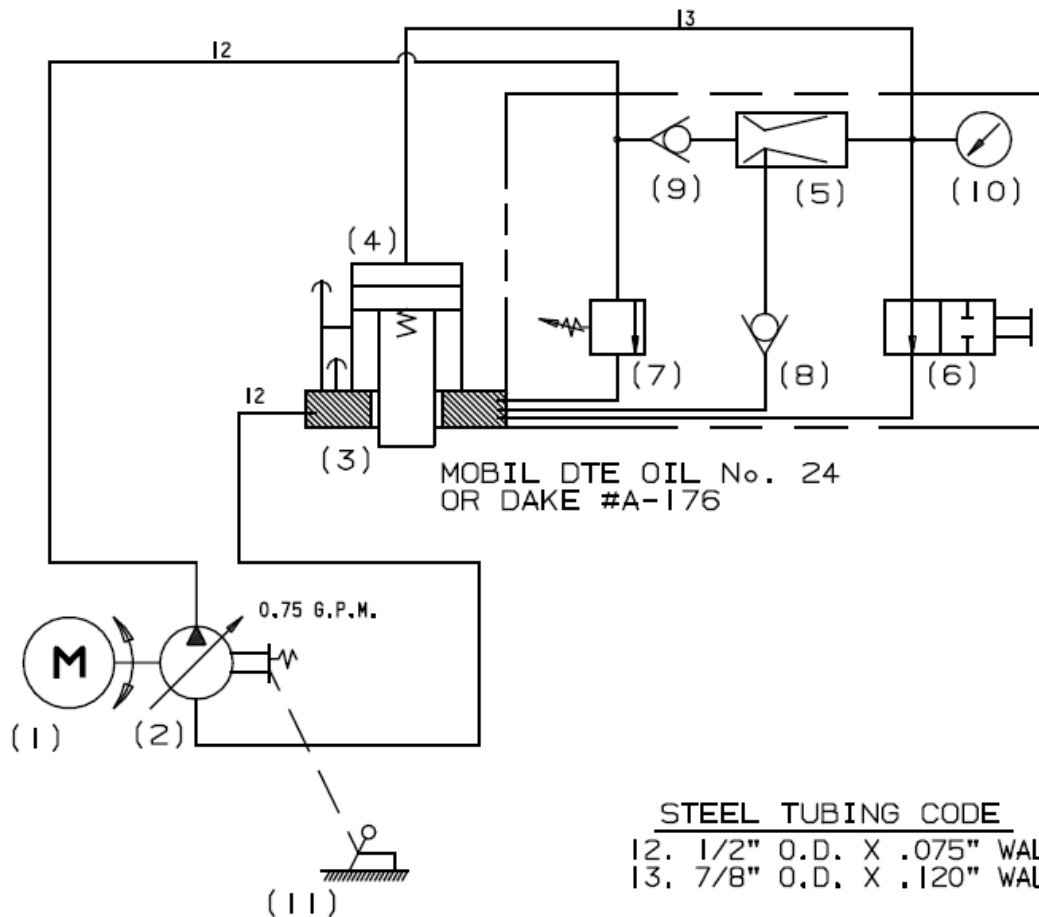 12
13
(9)
(5)
(10)
(4)
(7)
(8)
(6)
12
(3)
MOBIL DTE OIL No. 24
OR DAKE #A-176
0.75 G.P.M.
M
(1)
(2)
(11)
STEEL TUBING CODE
12. 1/2" O.D. X .075" WAL
13. 7/8" O.D. X .120" WAL